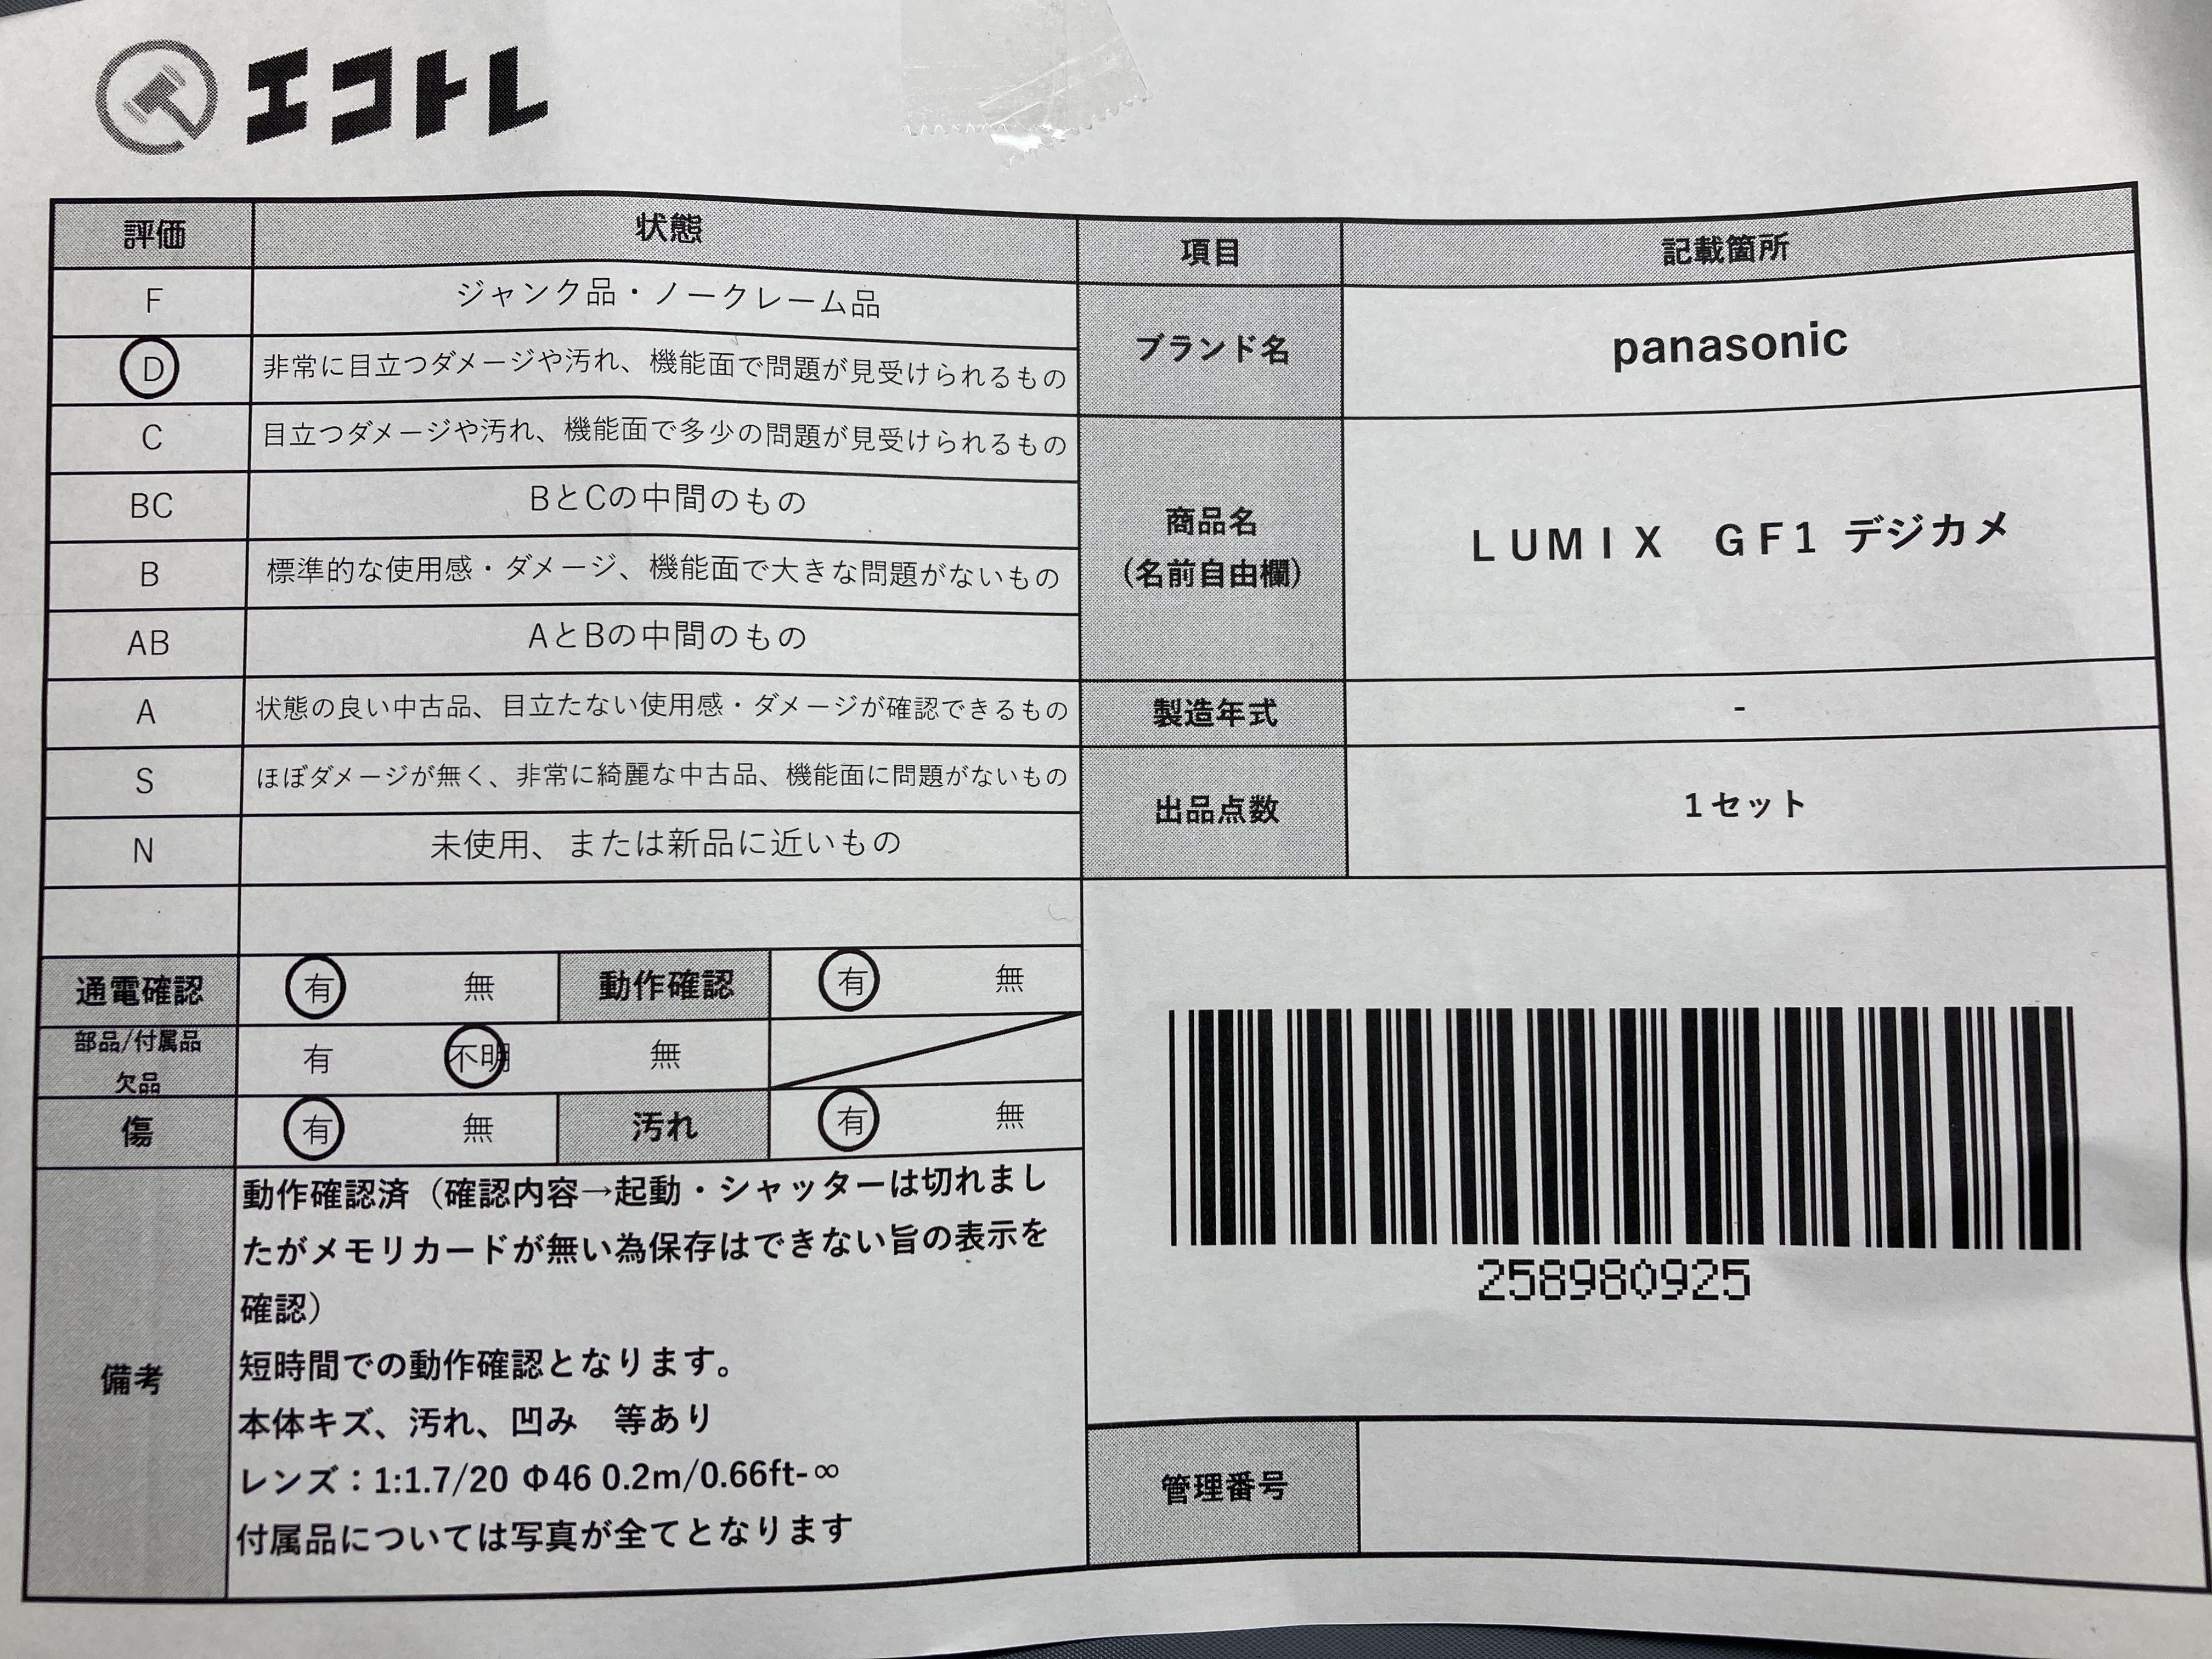 エコトレ
評価 状態
F ジャンク品・ノークレーム品
D 非常に目立つダメージや汚れ、機能面で問題が見受けられるもの
C 目立つダメージや汚れ、機能面で多少の問題が見受けられるもの
BC BとCの中間のもの
B 標準的な使用感・ダメージ、機能面で大きな問題がないもの
AB AとBの中間のもの
A 状態の良い中古品、目立たない使用感・ダメージが確認できるもの
S ほぼダメージが無く、非常に綺麗な中古品、機能面に問題がないもの
N 未使用、または新品に近いもの
通電確認 有 無 動作確認 有 無
部品/付属品
欠品 有 不明 無
傷 有 無 汚れ 有 無
備考
動作確認済（確認内容→起動・シャッターは切れまし
たがメモリカードが無い為保存はできない旨の表示を
確認）
短時間での動作確認となります。
本体キズ、汚れ、凹み　等あり
レンズ：1:1.7/20 Φ46 0.2m/0.66ft-∞
付属品については写真が全てとなります
項目 記載箇所
ブランド名 panasonic
商品名
（名前自由欄） ＬＵＭＩＸ　ＧＦ1 デジカメ
製造年式 -
出品点数 1セット
258980925
管理番号